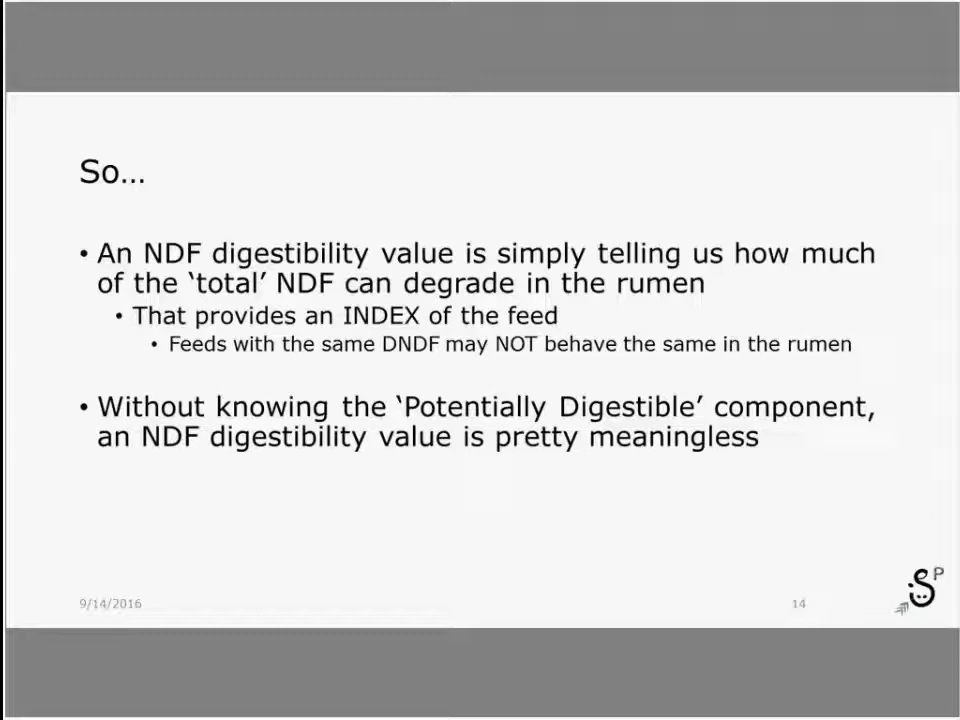 So...
• An NDF digestibility value is simply telling us how much
of the ‘total’ NDF can degrade in the rumen
• That provides an INDEX of the feed
• Feeds with the same DNDF may NOT behave the same in the rumen
• Without knowing the ‘Potentially Digestible’ component,
an NDF digestibility value is pretty meaningless
9/14/2016
14
S P